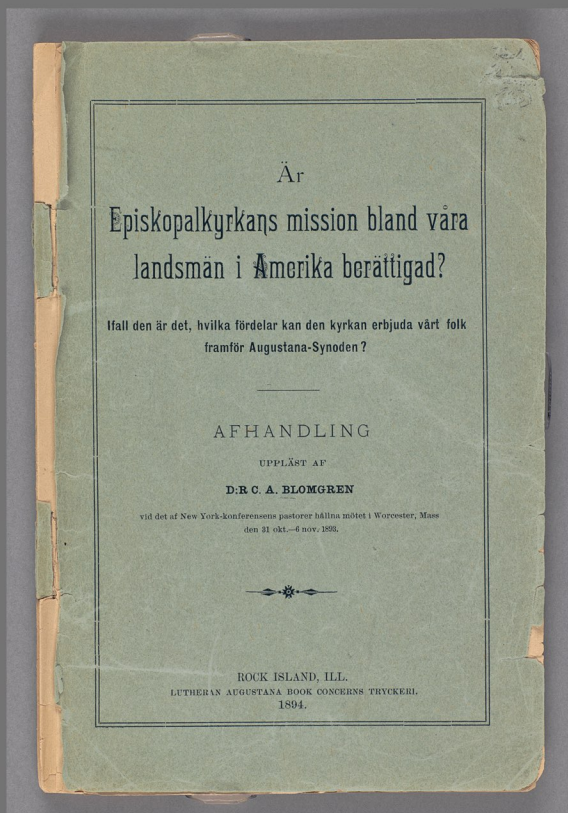 Är
Episkopalkyrkans mission bland våra
landsmän i Amerika berättigad?
Ifall den är det, hvilka fördelar kan den kyrkan erbjuda vårt folk
framför Augustana-Synoden?
AFHANDLING
UPPLÄST AF
D:R C. A. BLOMGREN
vid det af New York-konferensens pastorer hållna mötet i Worcester, Mass
den 31 okt.—6 nov. 1893.
ROCK ISLAND, ILL.
LUTHERAN AUGUSTANA BOOK CONCERNS TRYCKERI.
1894.